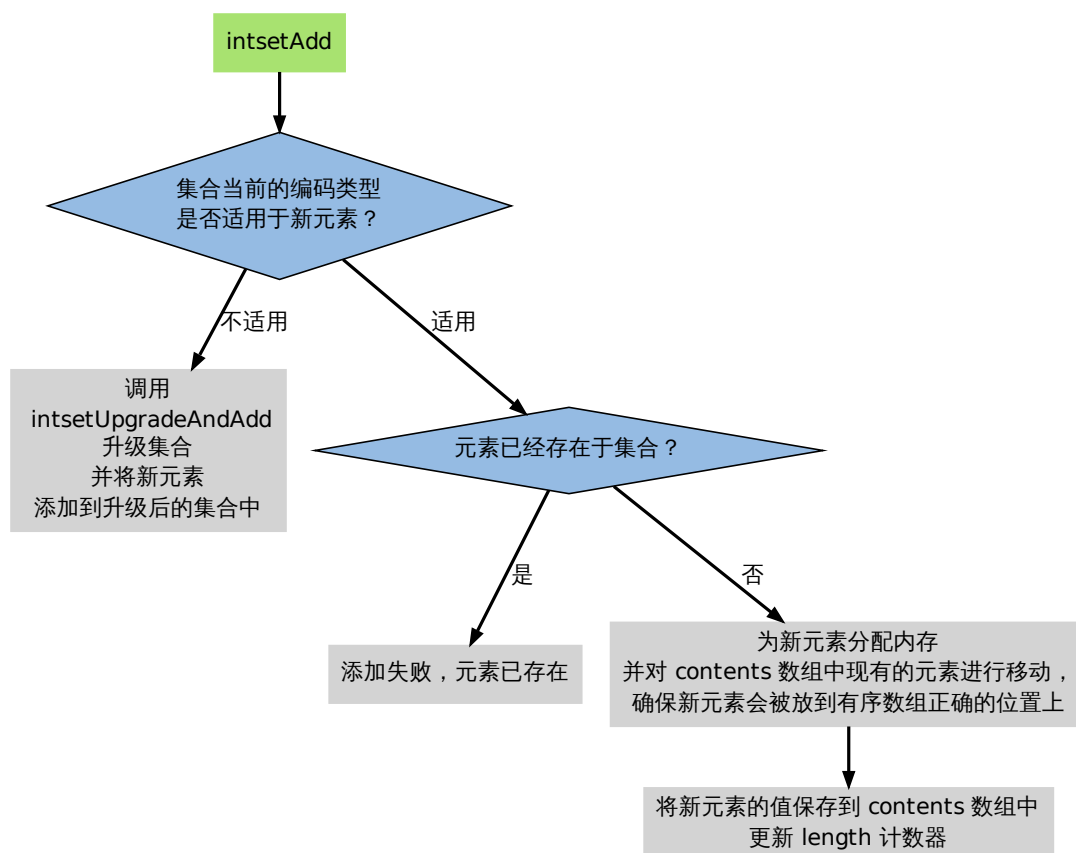 intsetAdd
集合当前的编码类型
是否适用于新元素？
不适用
适用
调用
intsetUpgradeAndAdd
升级集合
并将新元素
添加到升级后的集合中
元素已经存在于集合？
是
否
添加失败，元素已存在
为新元素分配内存
并对 contents 数组中现有的元素进行移动，
确保新元素会被放到有序数组正确的位置上
将新元素的值保存到 contents 数组中
更新 length 计数器